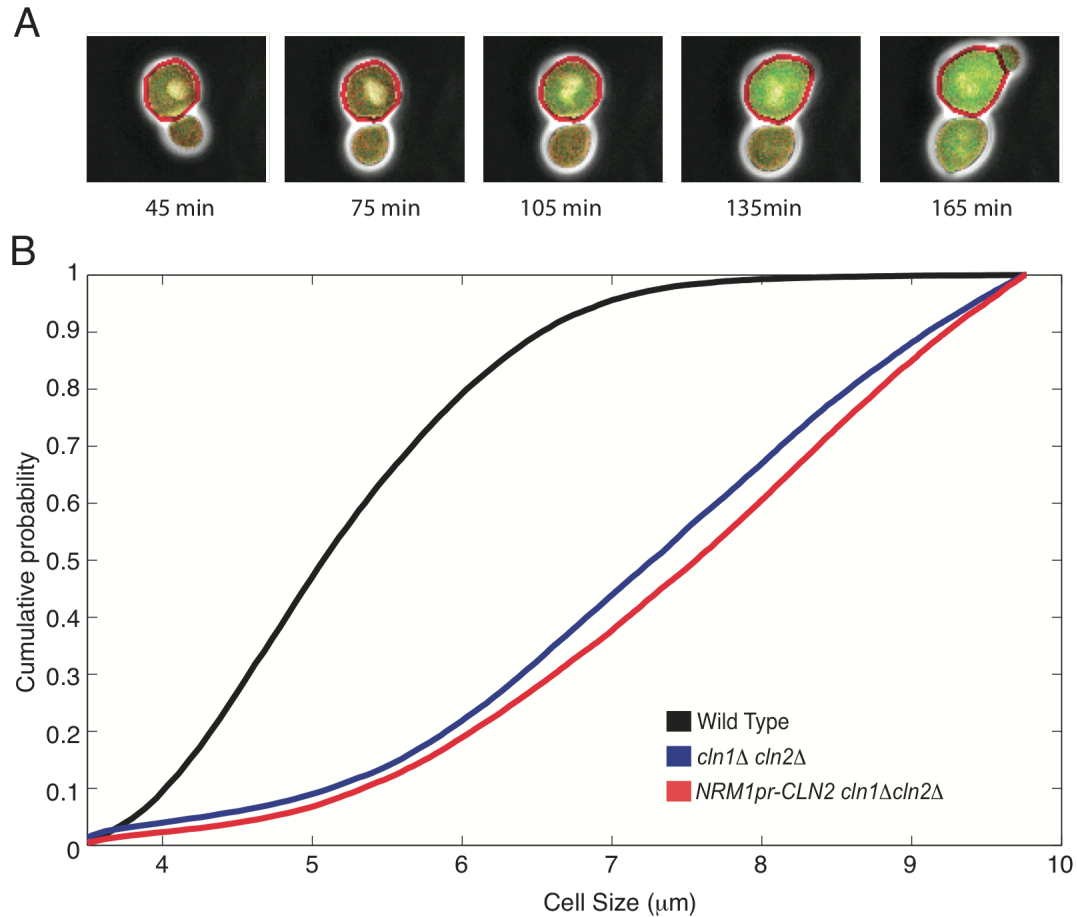 A
45 min
75 min
105 min
135min
165 min
B
1
0.9
0.8
0.7
0.6
0.5
0.4
0.3
0.2
0.1
0
Cumulative probability
Wild Type
cln1Δ cln2Δ
NRM1pr-CLN2 cln1Δcln2Δ
4 5 6 7 8 9 10
Cell Size (μm)